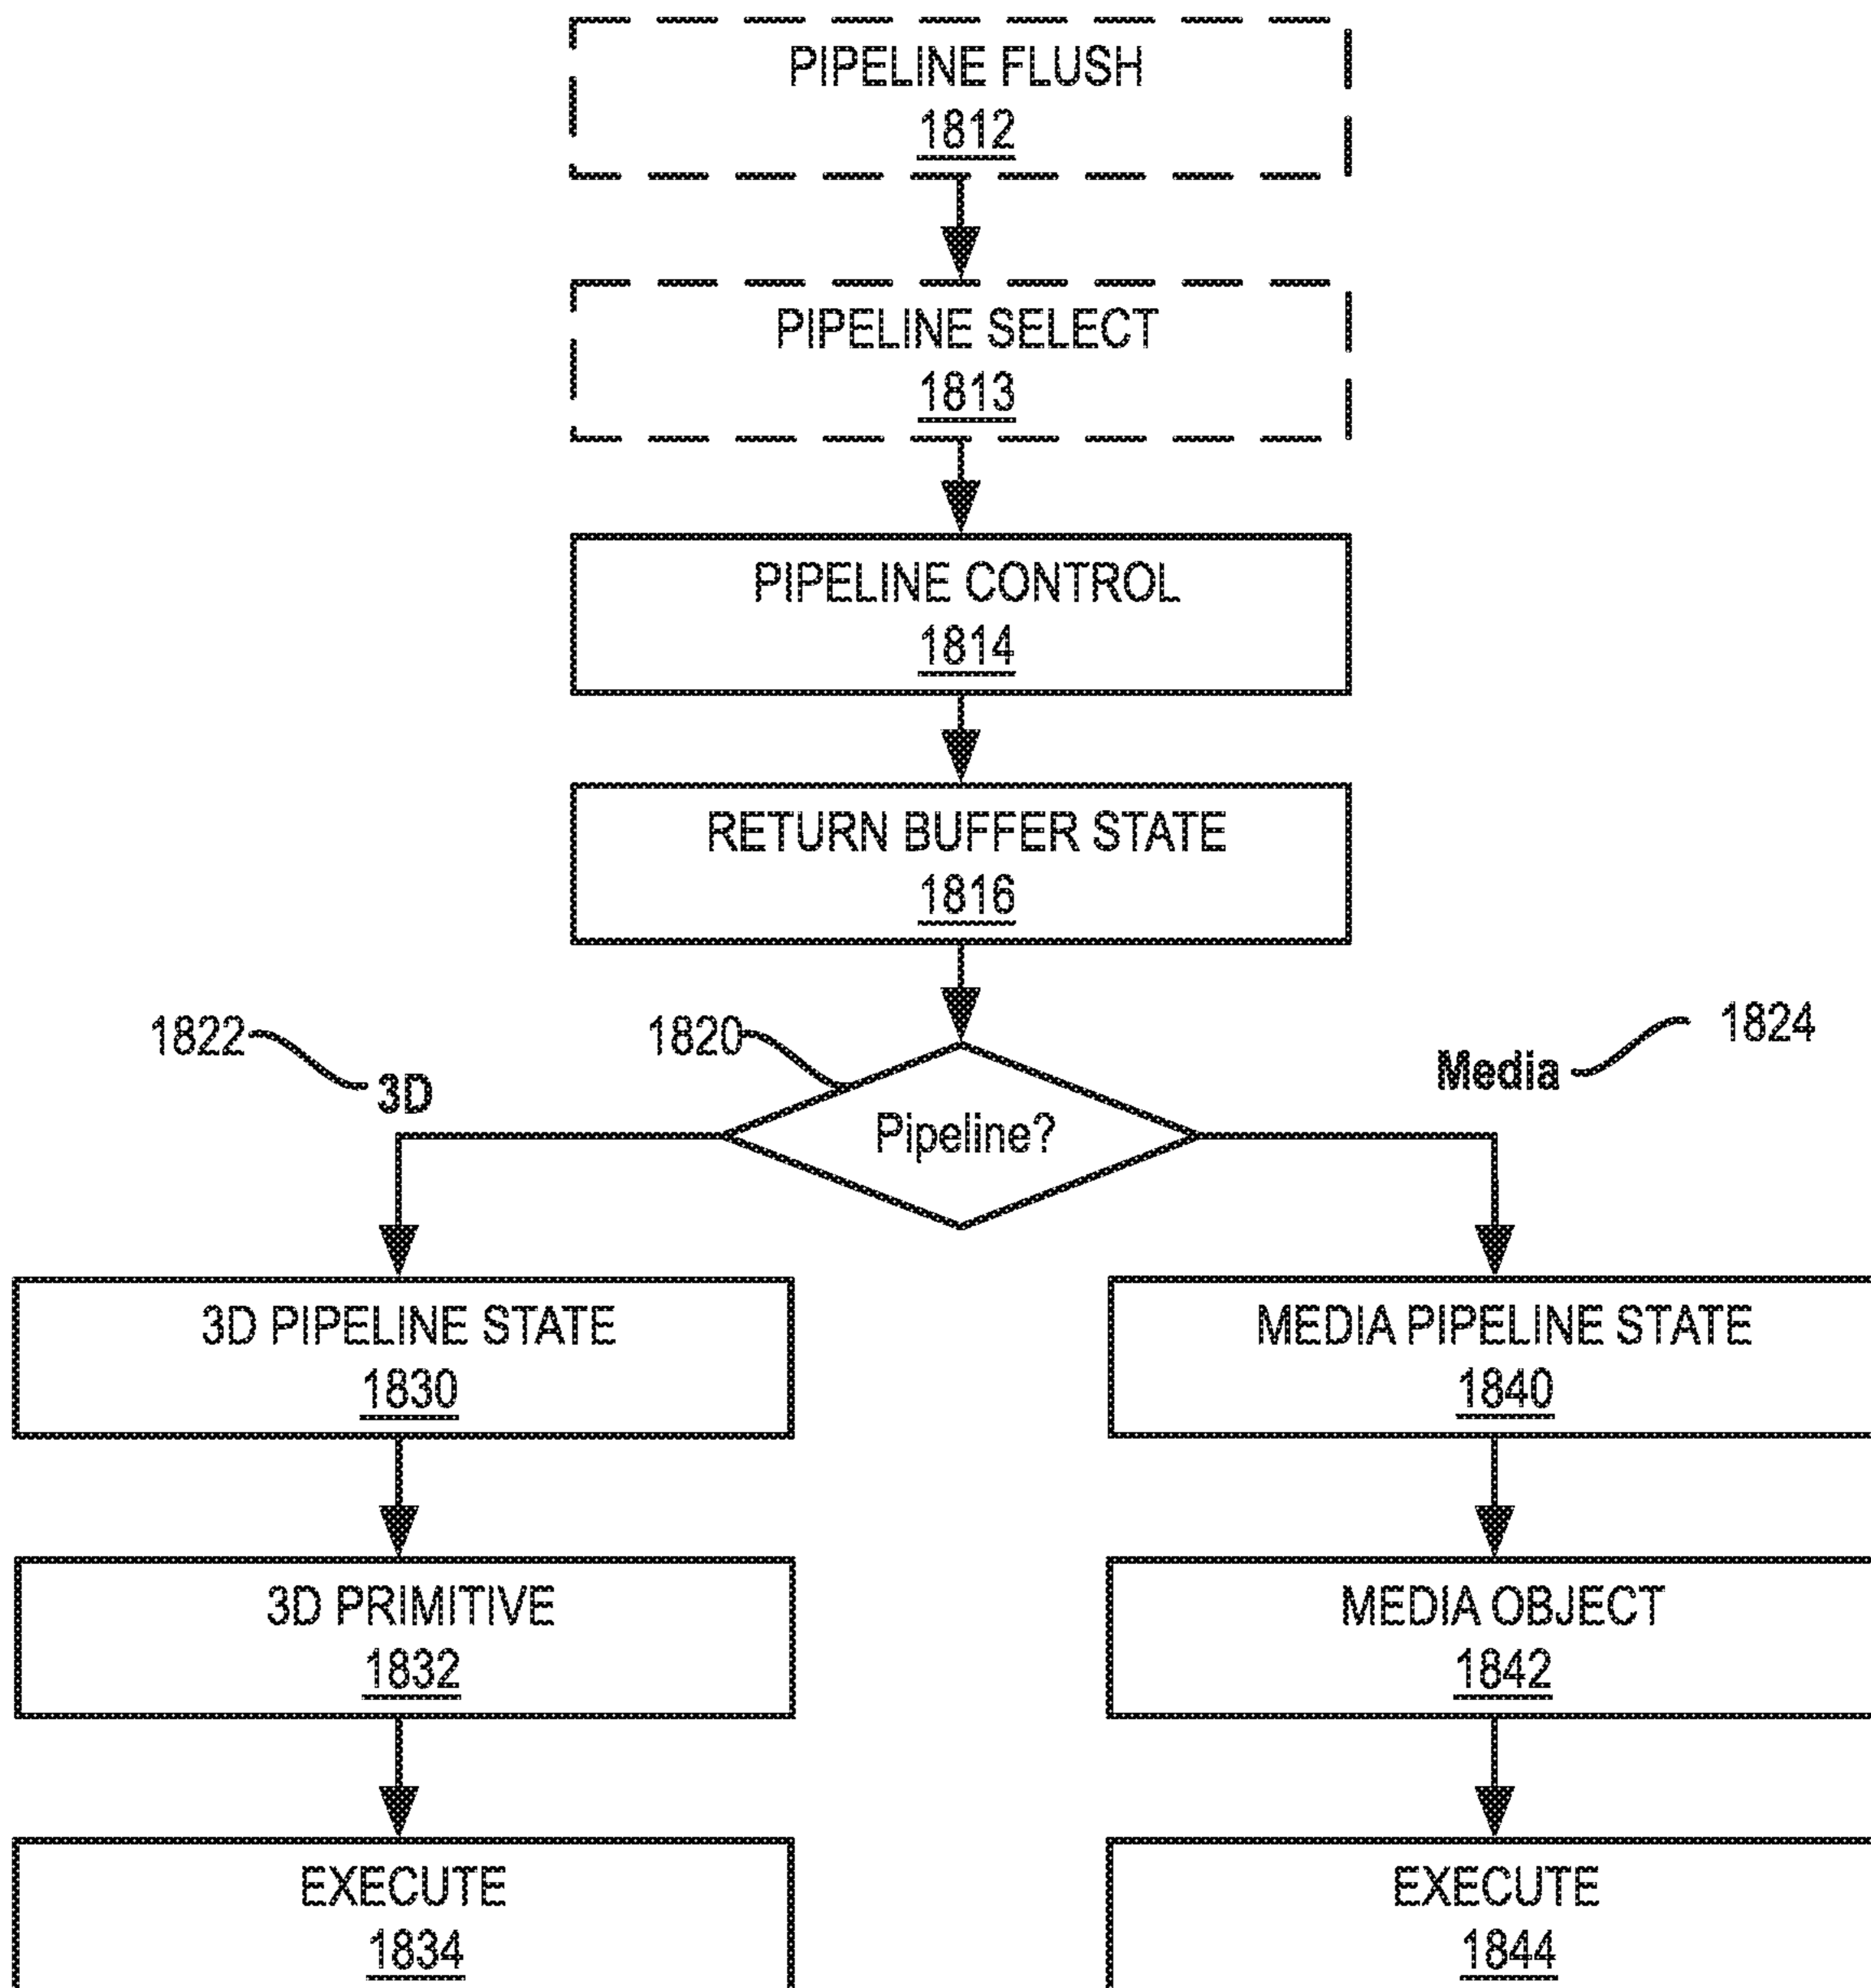 PIPELINE FLUSH
1812
PIPELINE SELECT
1813
PIPELINE CONTROL
1814
RETURN BUFFER STATE
1816
1822
3D
1820
Pipeline?
Media
1824
3D PIPELINE STATE
1830
MEDIA PIPELINE STATE
1840
3D PRIMITIVE
1832
MEDIA OBJECT
1842
EXECUTE
1834
EXECUTE
1844